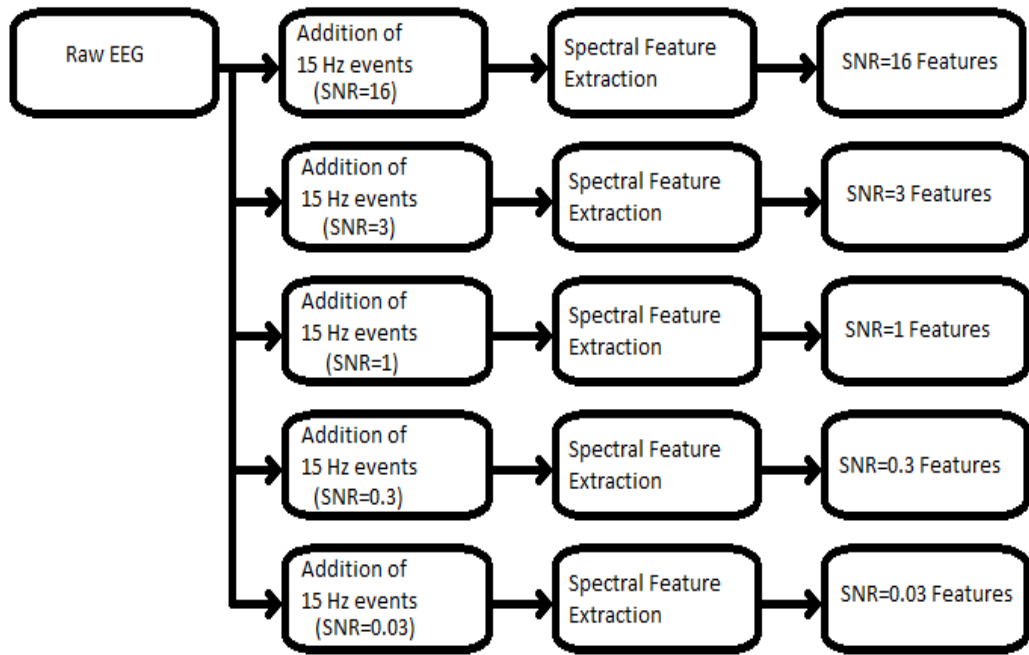 Raw EEG
Addition of
15 Hz events
(SNR=16)
Spectral Feature
Extraction
SNR=16 Features
Addition of
15 Hz events
(SNR=3)
Spectral Feature
Extraction
SNR=3 Features
Addition of
15 Hz events
(SNR=1)
Spectral Feature
Extraction
SNR=1 Features
Addition of
15 Hz events
(SNR=0.3)
Spectral Feature
Extraction
SNR=0.3 Features
Addition of
15 Hz events
(SNR=0.03)
Spectral Feature
Extraction
SNR=0.03 Features